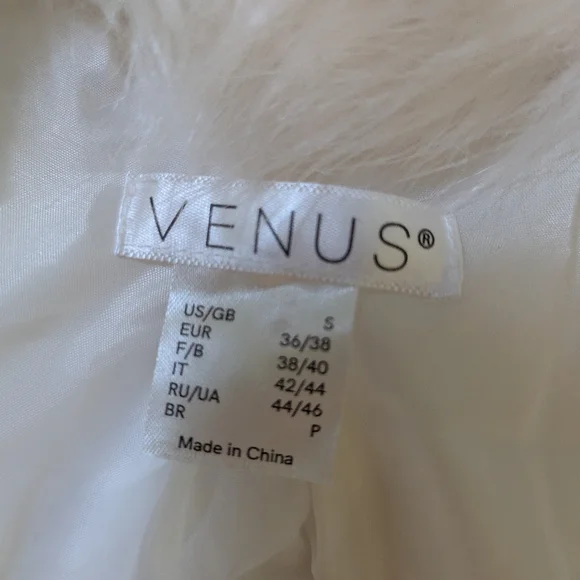 VENUS®
US/GB S
EUR 36/38
F/B 38/40
IT 42/44
RU/UA 44/46
BR P
Made in China